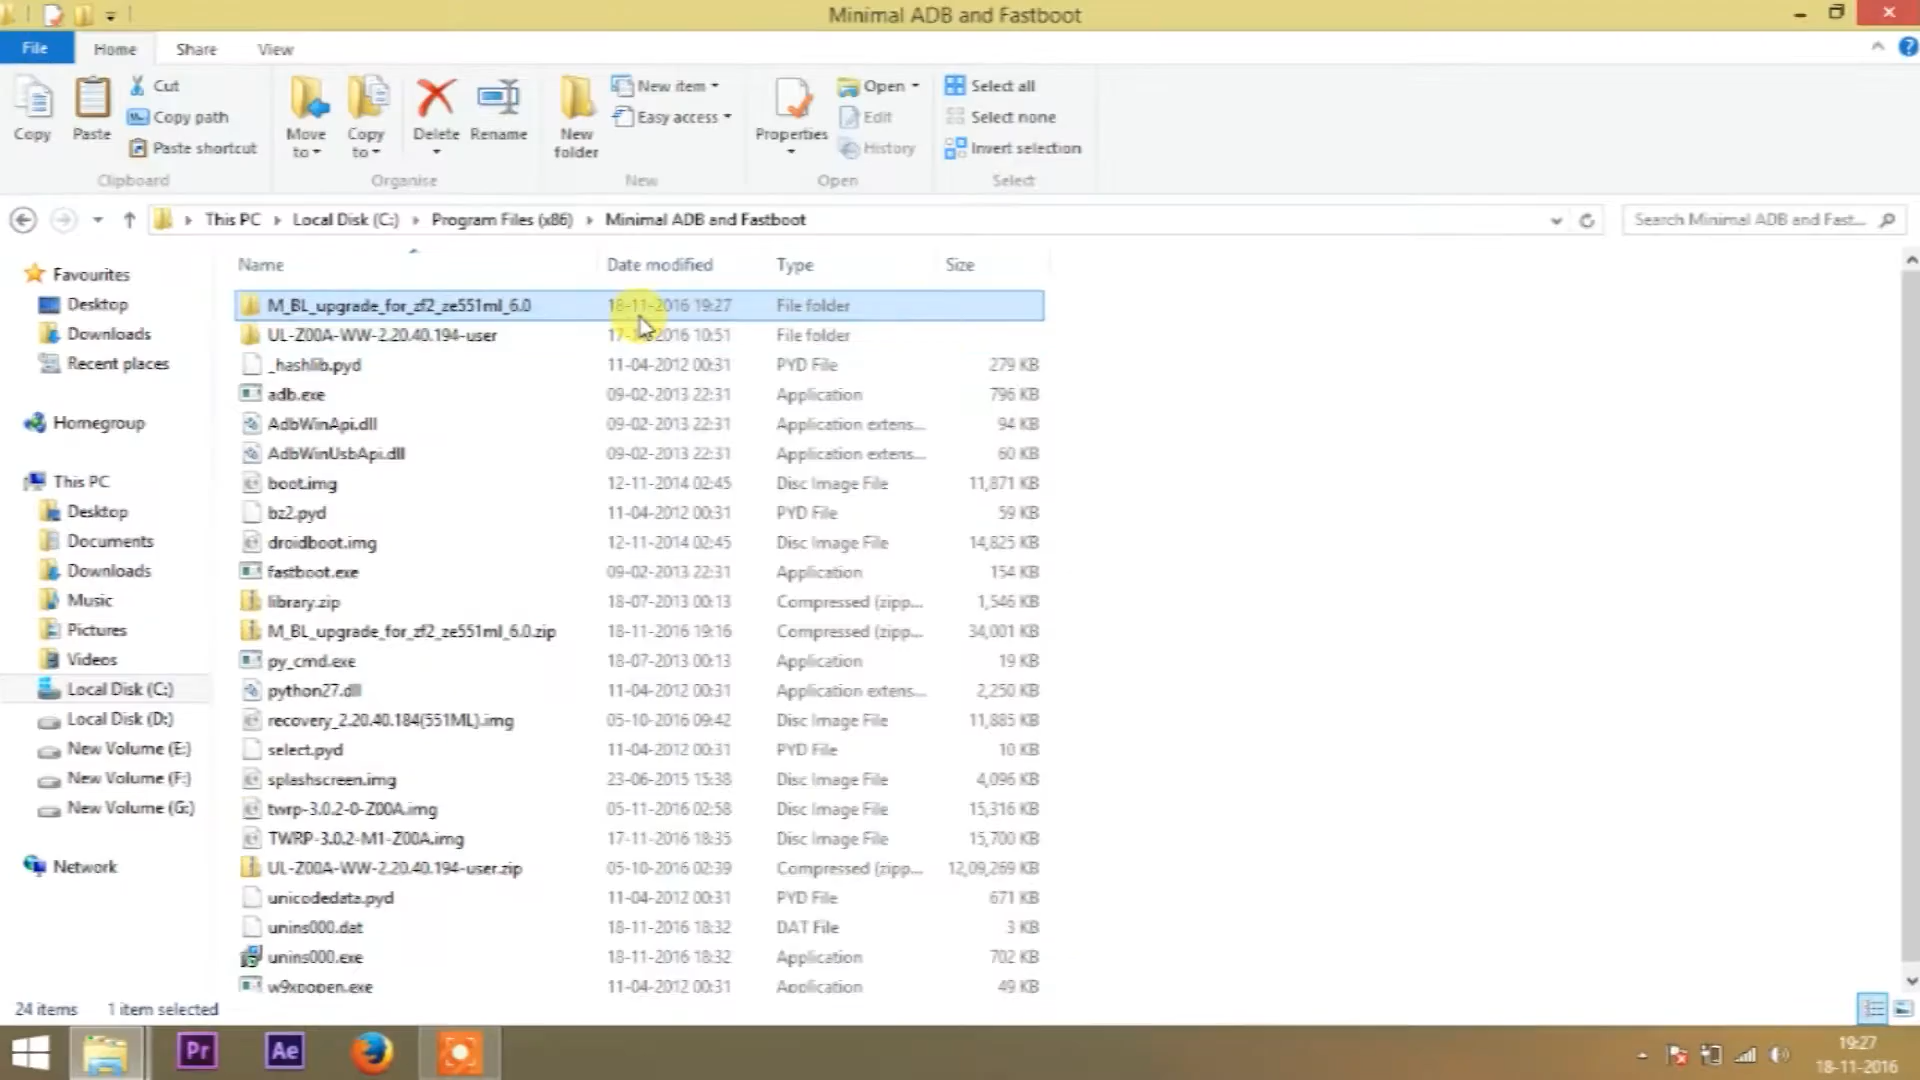 Minimal ADB and Fastboot
File Home Share View
Copy
Paste
Cut
Copy path
Paste shortcut
Clipboard
Move to
Copy to
Delete
Rename
Organise
New folder
New item
Easy access
New
Properties
Open
Edit
History
Open
Select all
Select none
Invert selection
Select
This PC Local Disk (C:) Program Files (x86) Minimal ADB and Fastboot
Search Minimal ADB and Fast...
Favourites
Desktop
Downloads
Recent places
Homegroup
This PC
Desktop
Documents
Downloads
Music
Pictures
Videos
Local Disk (C:)
Local Disk (D:)
New Volume (E:)
New Volume (F:)
New Volume (G:)
Network
Name Date modified Type Size
M_BL_upgrade_for_zf2_ze551ml_6.0 18-11-2016 19:27 File folder
UL-Z00A-WW-2.20.40.194-user 2016 10:51 File folder
_hashlib.pyd 11-04-2012 00:31 PYD File 279 KB
adb.exe 09-02-2013 22:31 Application 796 KB
AdbWinApi.dll 09-02-2013 22:31 Application extens... 94 KB
AdbWinUsbApi.dll 09-02-2013 22:31 Application extens... 60 KB
boot.img 12-11-2014 02:45 Disc Image File 11,871 KB
bz2.pyd 11-04-2012 00:31 PYD File 59 KB
droidboot.img 12-11-2014 02:45 Disc Image File 14,825 KB
fastboot.exe 09-02-2013 22:31 Application 154 KB
library.zip 18-07-2013 00:13 Compressed (zipp... 1,546 KB
M_BL_upgrade_for_zf2_ze551ml_6.0.zip 18-11-2016 19:16 Compressed (zipp... 34,001 KB
py_cmd.exe 18-07-2013 00:13 Application 19 KB
python27.dll 11-04-2012 00:31 Application extens... 2,250 KB
recovery_2.20.40.184(551ML).img 05-10-2016 09:42 Disc Image File 11,885 KB
select.pyd 11-04-2012 00:31 PYD File 10 KB
splashscreen.img 23-06-2015 15:38 Disc Image File 4,096 KB
twrp-3.0.2-0-Z00A.img 05-11-2016 02:58 Disc Image File 15,316 KB
TWRP-3.0.2-M1-Z00A.img 17-11-2016 18:35 Disc Image File 15,700 KB
UL-Z00A-WW-2.20.40.194-user.zip 05-10-2016 02:39 Compressed (zipp... 12,09,269 KB
unicodedata.pyd 11-04-2012 00:31 PYD File 671 KB
unins000.dat 18-11-2016 18:32 DAT File 3 KB
unins000.exe 18-11-2016 18:32 Application 702 KB
w9xpopen.exe 11-04-2012 00:31 Application 49 KB
24 items 1 item selected
Pr Ae
19:27
18-11-2016